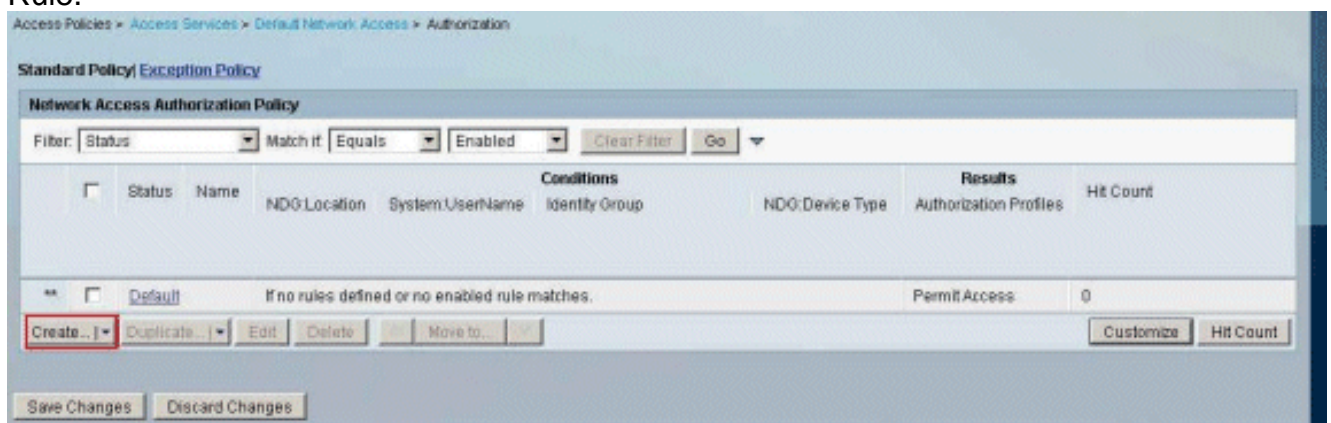 Rule.
Access Policies > Access Services > Default Network Access > Authorization
Standard Policy| Exception Policy
Network Access Authorization Policy
Filter: Status Match if: Equals Enabled Clear Filter Go
Conditions Results
Status Name NDG:Location System:UserName Identity Group NDG:Device Type Authorization Profiles Hit Count
** Default If no rules defined or no enabled rule matches. Permit Access 0
Create... Duplicate... Edit Delete Move to... Customize Hit Count
Save Changes Discard Changes